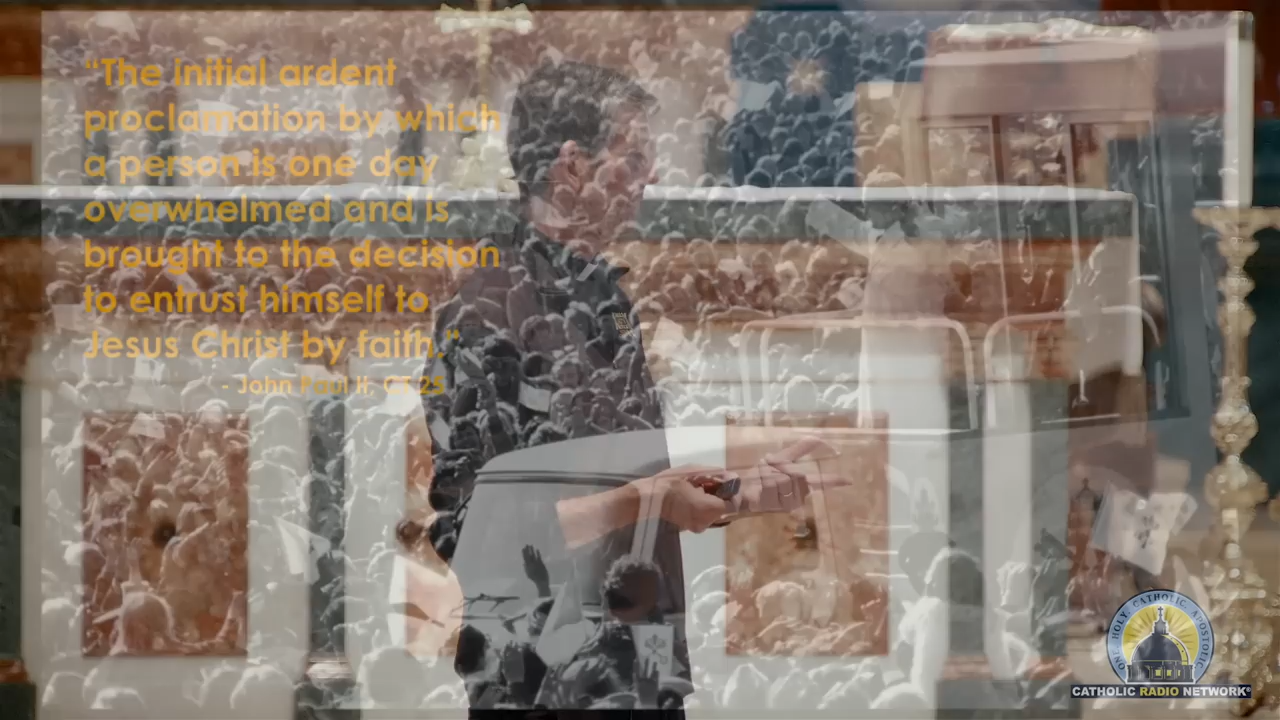 “The initial ardent
proclamation by which
a person is one day
overwhelmed and is
brought to the decision
to entrust himself to
Jesus Christ by faith.”
- John Paul II, CT 25
ONE HOLY CATHOLIC APOSTOLIC
CATHOLIC RADIO NETWORK®